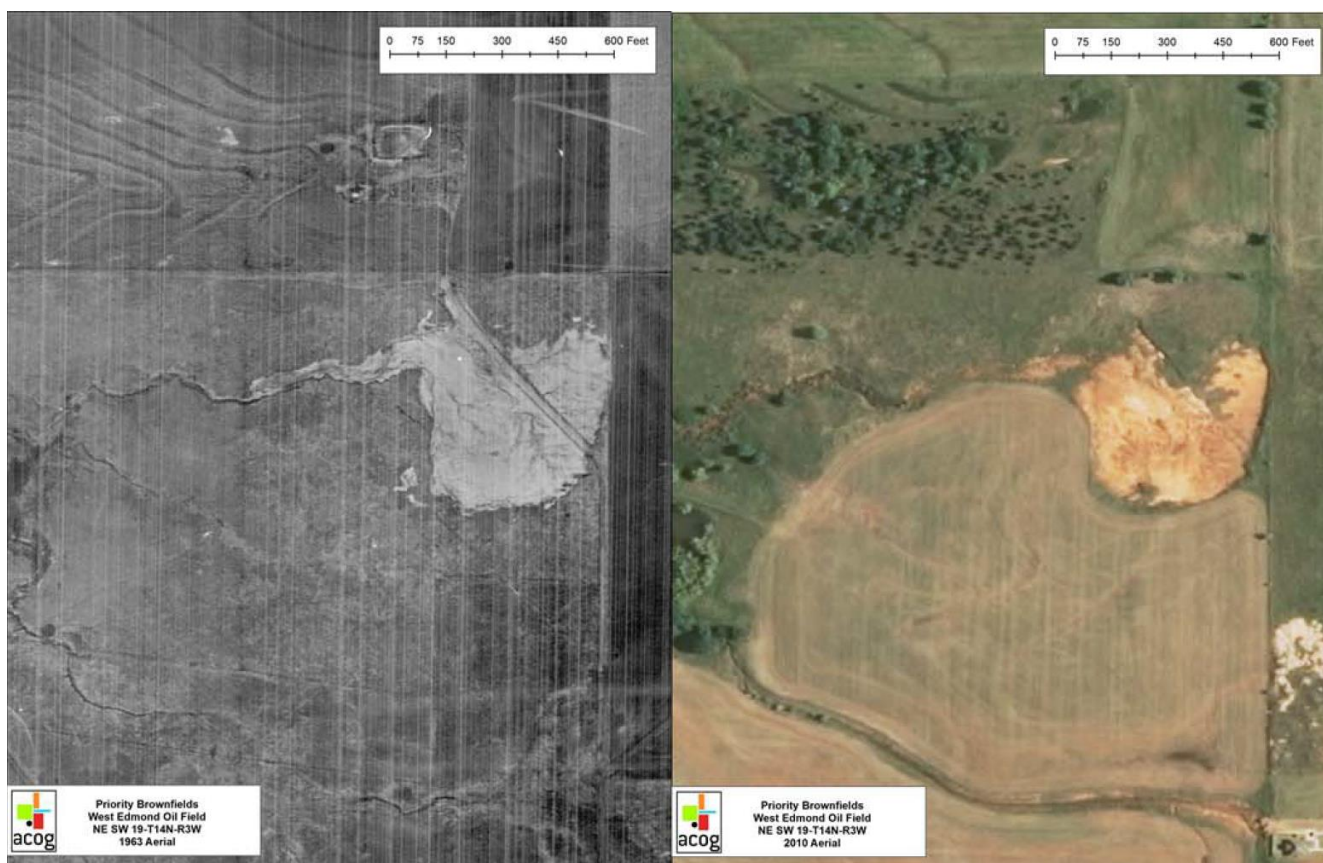 0 75 150 300 450 600 Feet
acog
Priority Brownfields
West Edmond Oil Field
NE SW 19-T14N-R3W
1963 Aerial
0 75 150 300 450 600 Feet
acog
Priority Brownfields
West Edmond Oil Field
NE SW 19-T14N-R3W
2010 Aerial